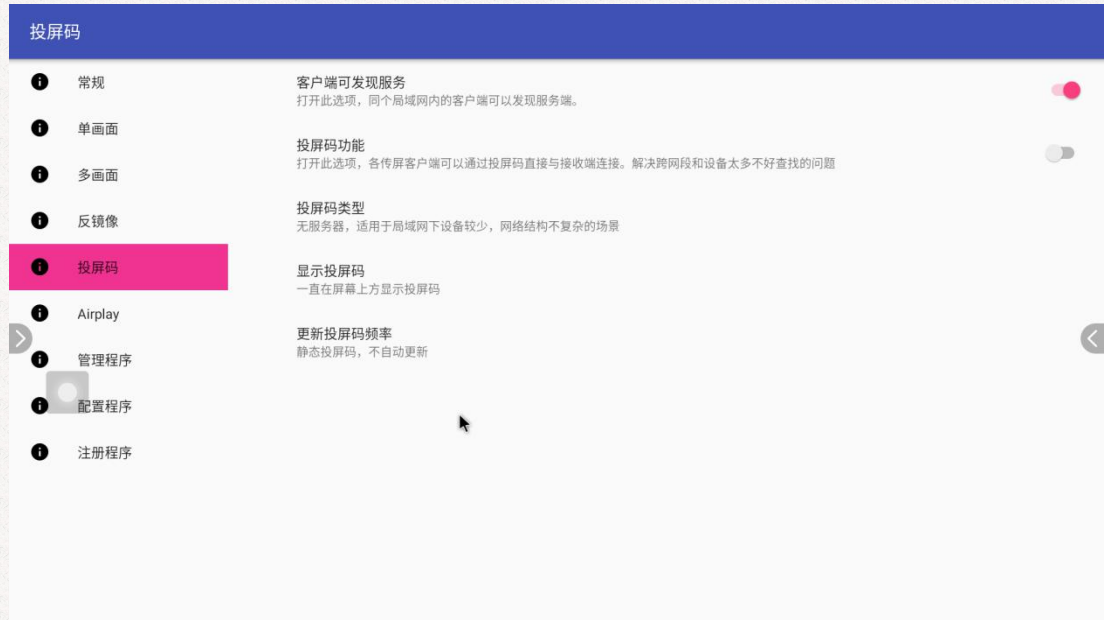 投屏码
常规
单画面
多画面
反镜像
投屏码
Airplay
管理程序
配置程序
注册程序
客户端可发现服务
打开此选项，同个局域网内的客户端可以发现服务端。
投屏码功能
打开此选项，各传屏客户端可以通过投屏码直接与接收端连接。解决跨网段和设备太多不好查找的问题
投屏码类型
无服务器，适用于局域网下设备较少，网络结构不复杂的场景
显示投屏码
一直在屏幕上方显示投屏码
更新投屏码频率
静态投屏码，不自动更新